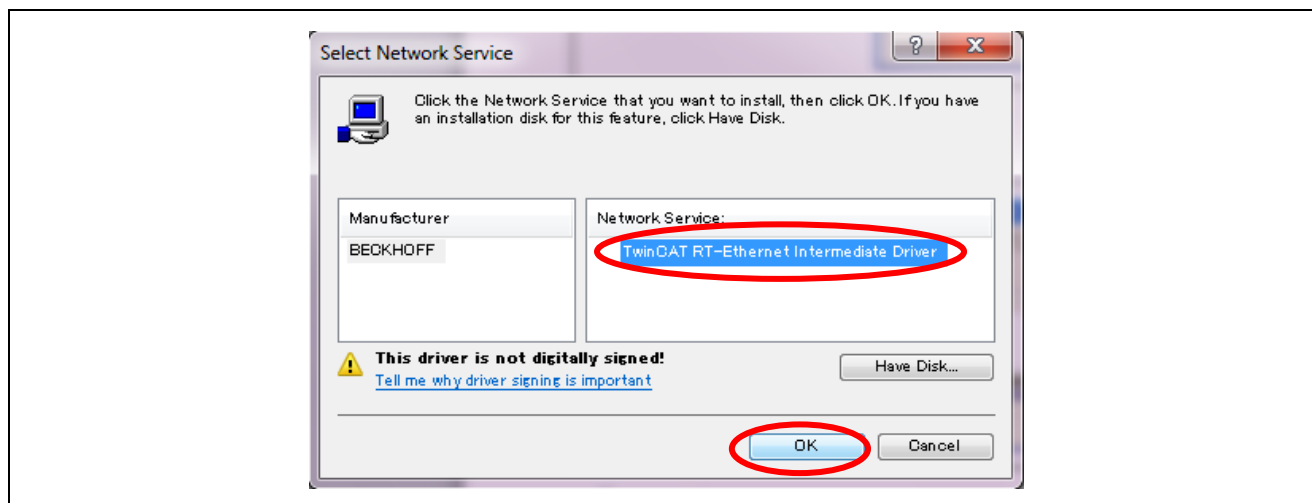 Select Network Service
Click the Network Service that you want to install, then click OK. If you have
an installation disk for this feature, click Have Disk.
Manufacturer
Network Service:
BECKHOFF
TwinCAT RT-Ethernet Intermediate Driver
This driver is not digitally signed!
Have Disk...
Tell me why driver signing is important
OK
Cancel